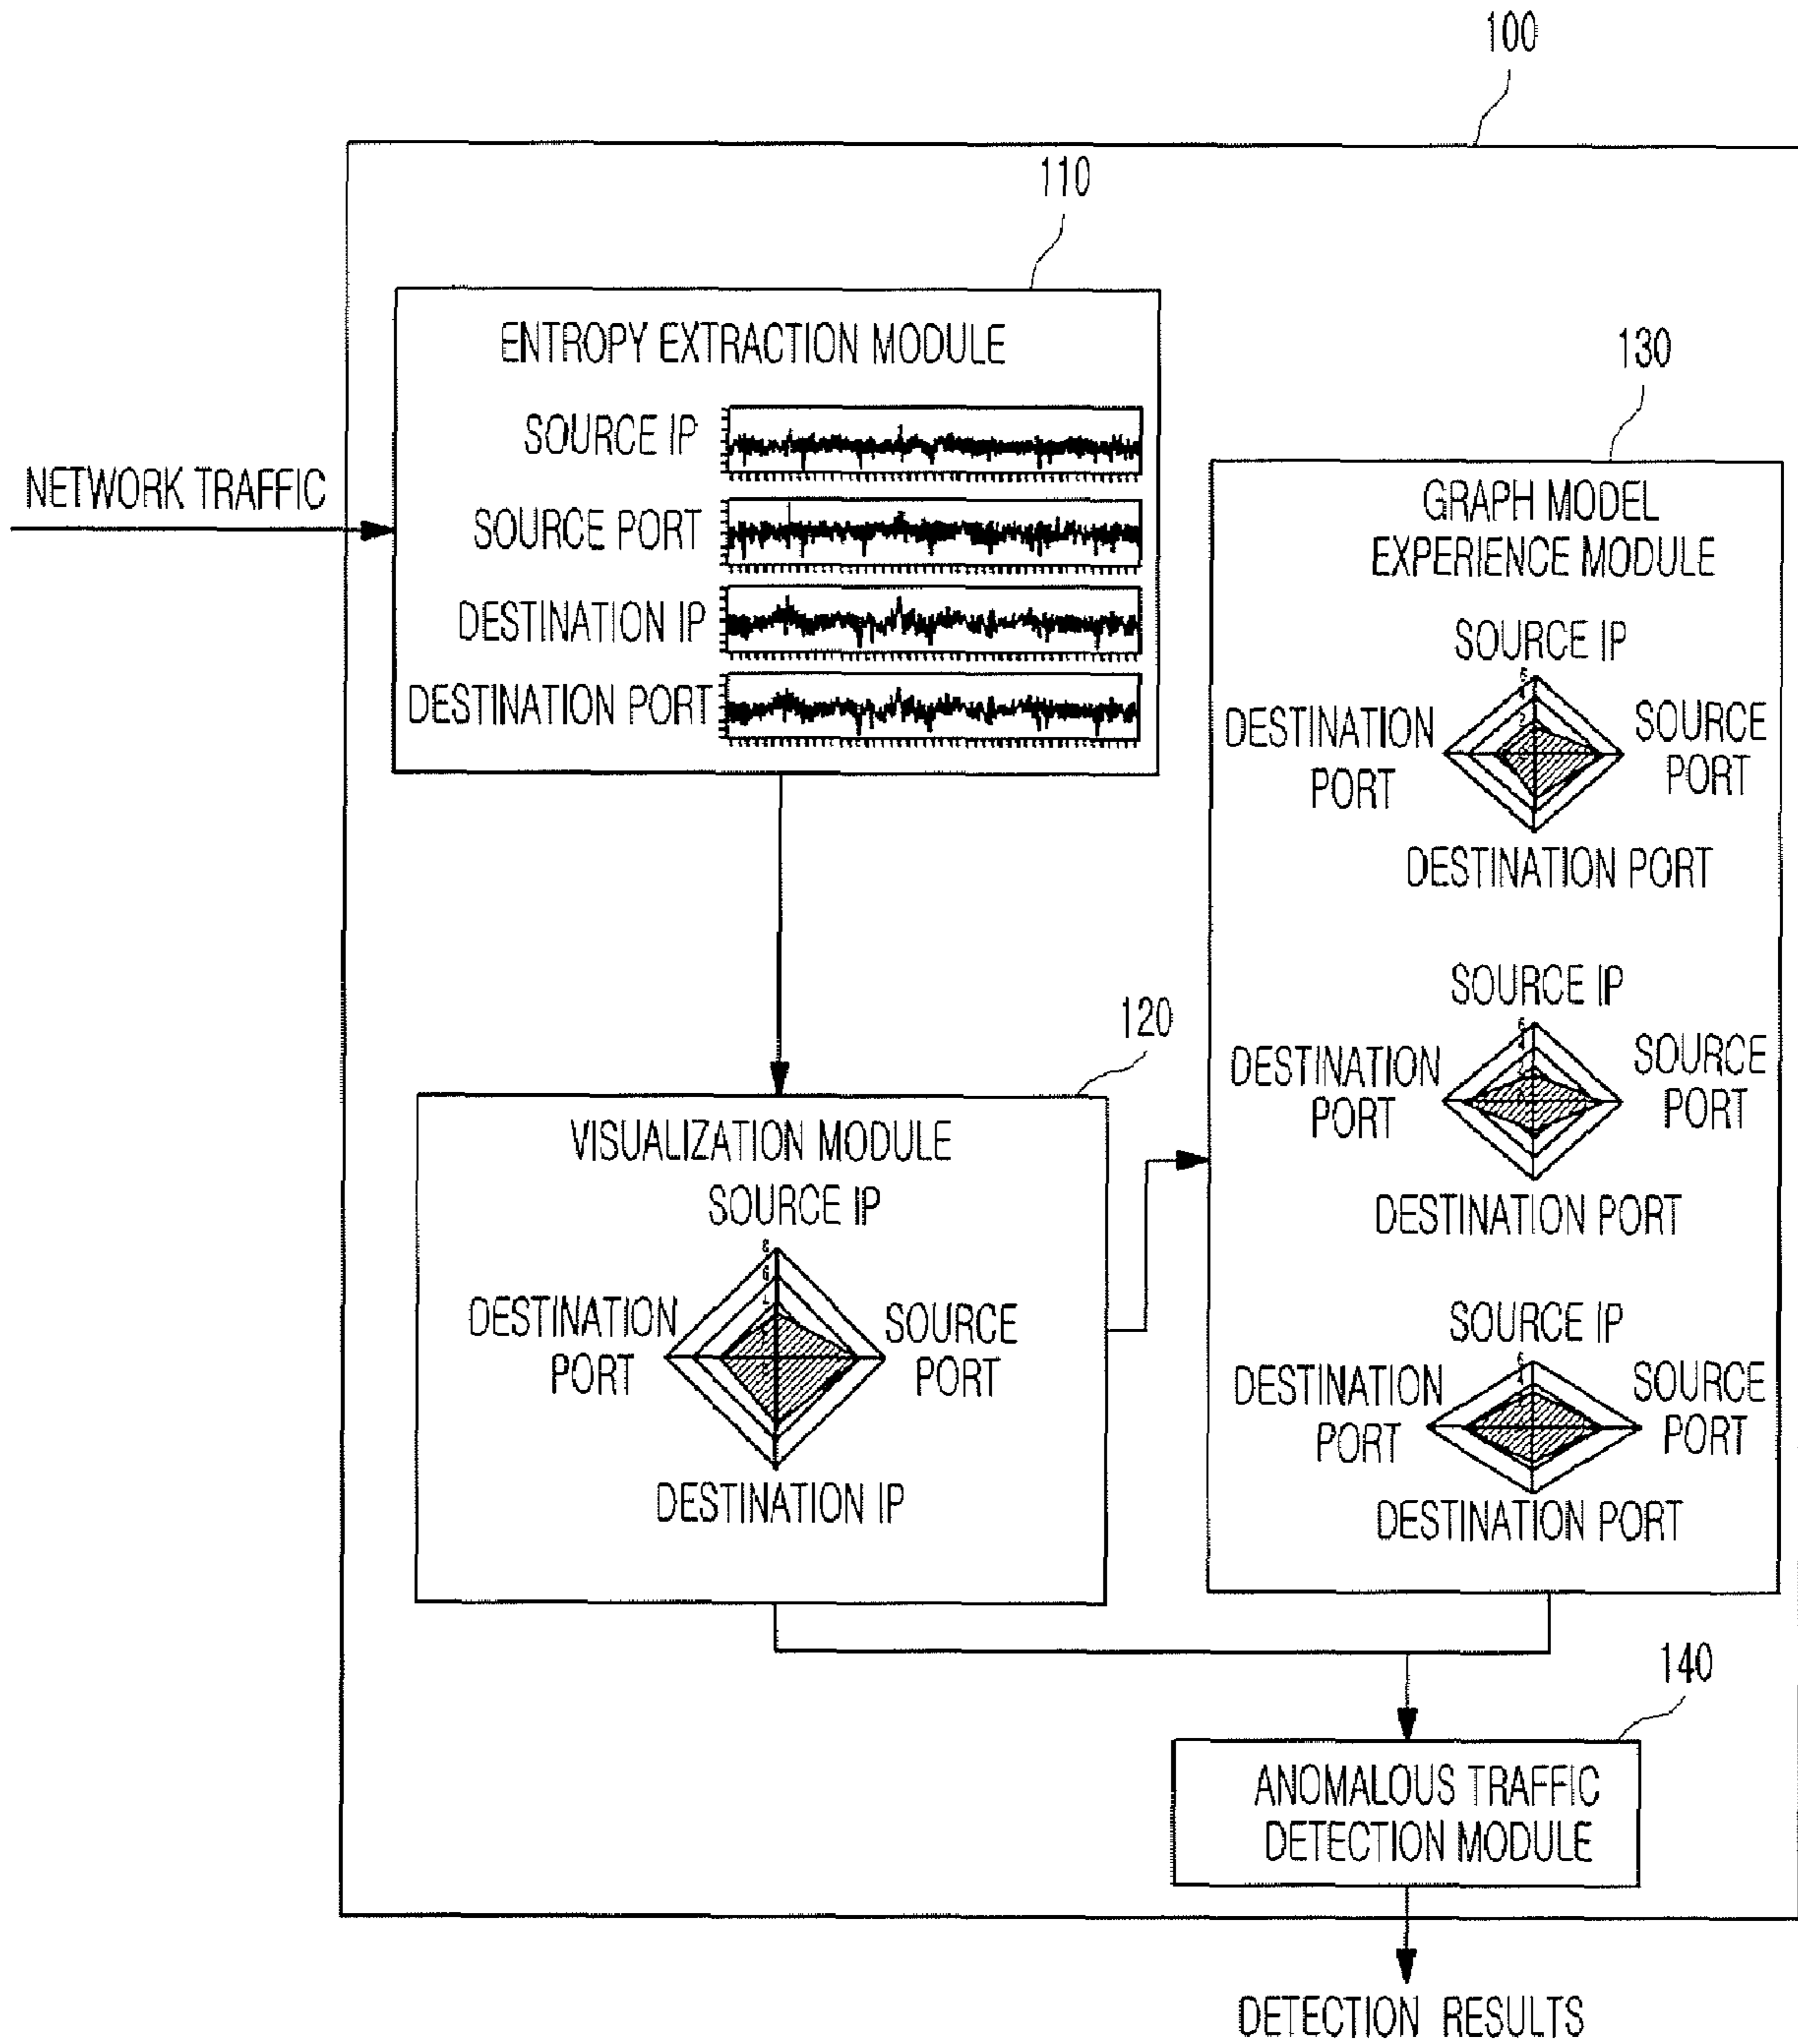 100
110
ENTROPY EXTRACTION MODULE
SOURCE IP
SOURCE PORT
DESTINATION IP
DESTINATION PORT
NETWORK TRAFFIC
130
GRAPH MODEL
EXPERIENCE MODULE
SOURCE IP
DESTINATION
PORT
SOURCE
PORT
DESTINATION PORT
SOURCE IP
DESTINATION
PORT
SOURCE
PORT
DESTINATION PORT
SOURCE IP
DESTINATION
PORT
SOURCE
PORT
DESTINATION PORT
120
VISUALIZATION MODULE
SOURCE IP
DESTINATION
PORT
SOURCE
PORT
DESTINATION IP
140
ANOMALOUS TRAFFIC
DETECTION MODULE
DETECTION RESULTS